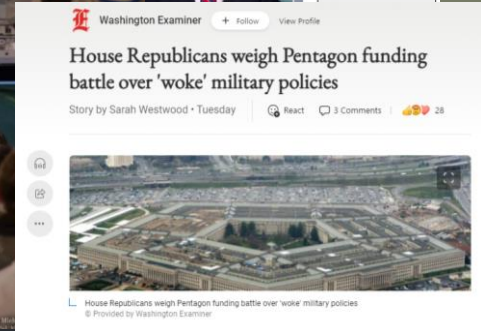 Washington Examiner + Follow View Profile
House Republicans weigh Pentagon funding
battle over 'woke' military policies
Story by Sarah Westwood • Tuesday React 3 Comments 28
House Republicans weigh Pentagon funding battle over 'woke' military policies
© Provided by Washington Examiner